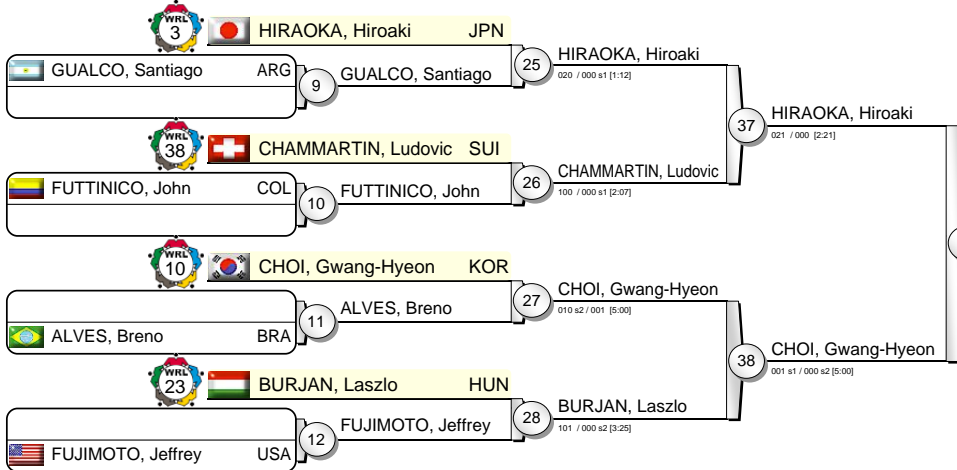 WRL
3
HIRAOKA, Hiroaki JPN
GUALCO, Santiago ARG
9
GUALCO, Santiago
25
HIRAOKA, Hiroaki
020 / 000 s1 [1:12]
37
HIRAOKA, Hiroaki
021 / 000 [2:21]
WRL
38
CHAMMARTIN, Ludovic SUI
FUTTINICO, John COL
10
FUTTINICO, John
26
CHAMMARTIN, Ludovic
100 / 000 s1 [2:07]
WRL
10
CHOI, Gwang-Hyeon KOR
11
ALVES, Breno
27
CHOI, Gwang-Hyeon
010 s2 / 001 [5:00]
ALVES, Breno BRA
38
CHOI, Gwang-Hyeon
001 s1 / 000 s2 [5:00]
WRL
23
BURJAN, Laszlo HUN
12
FUJIMOTO, Jeffrey
28
BURJAN, Laszlo
101 / 000 s2 [3:25]
FUJIMOTO, Jeffrey USA